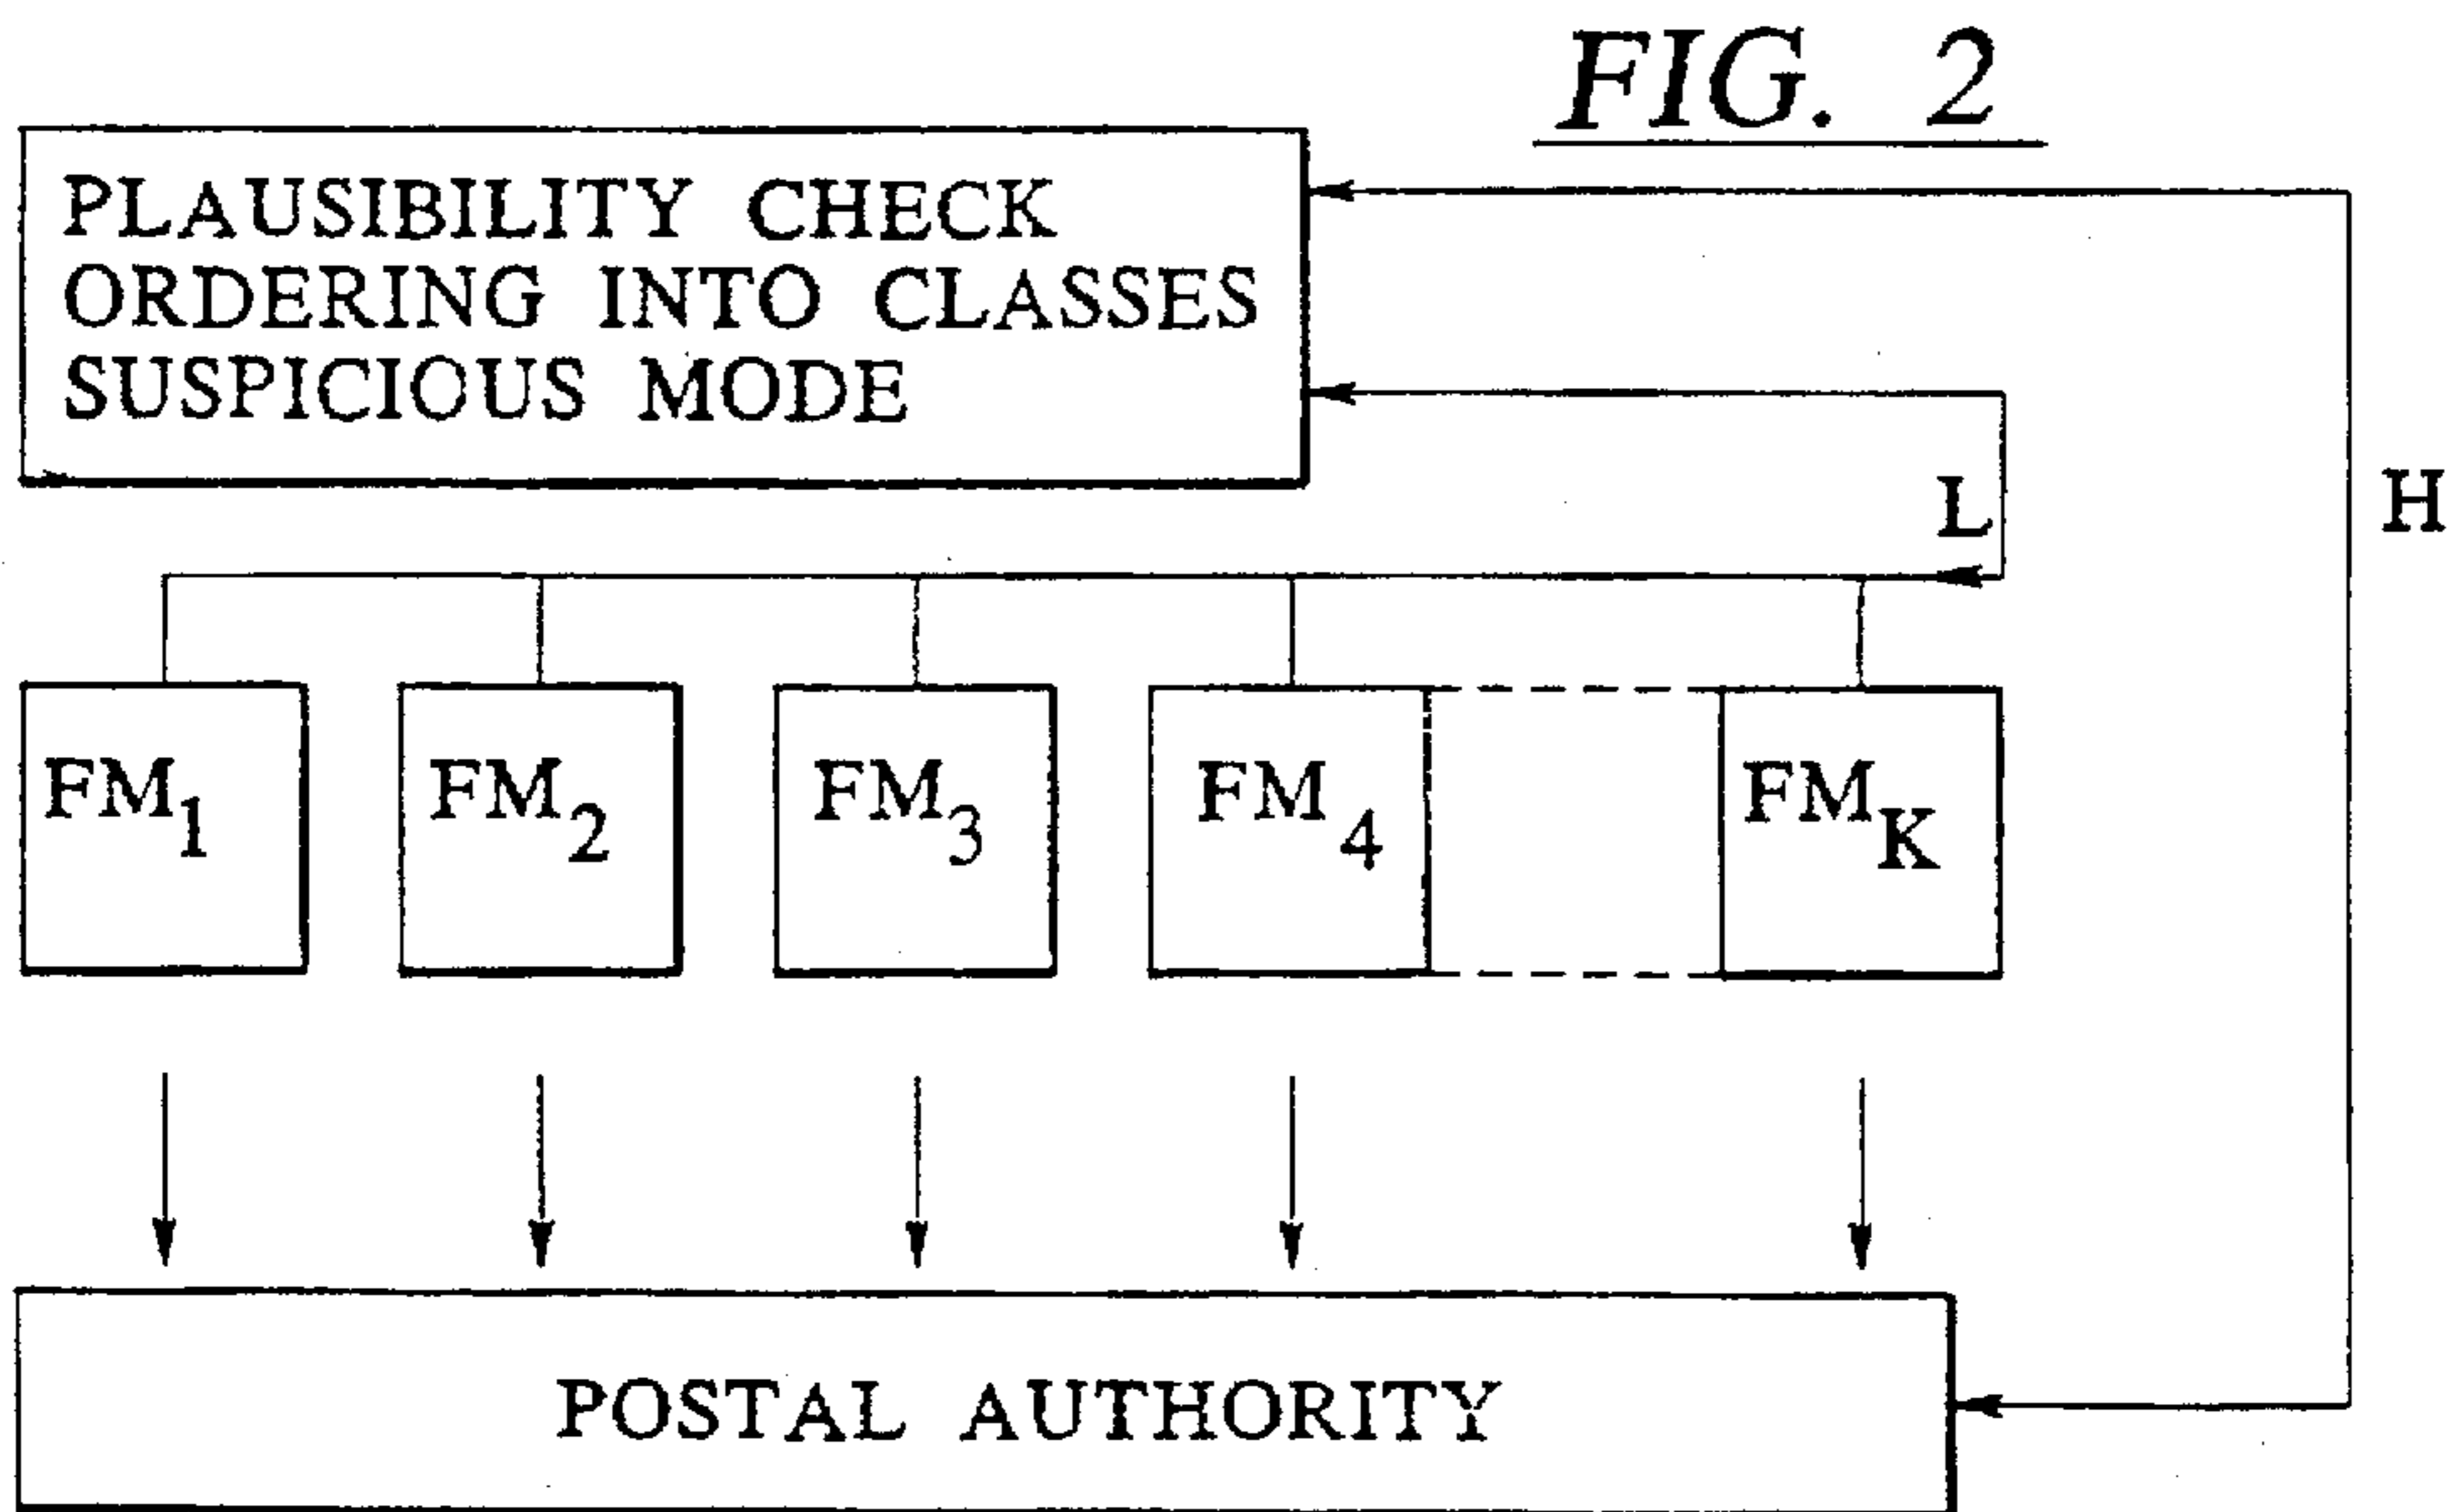 FIG. 2
PLAUSIBILITY CHECK
ORDERING INTO CLASSES
SUSPICIOUS MODE
L
H
FM1
FM2
FM3
FM4
FMK
POSTAL AUTHORITY